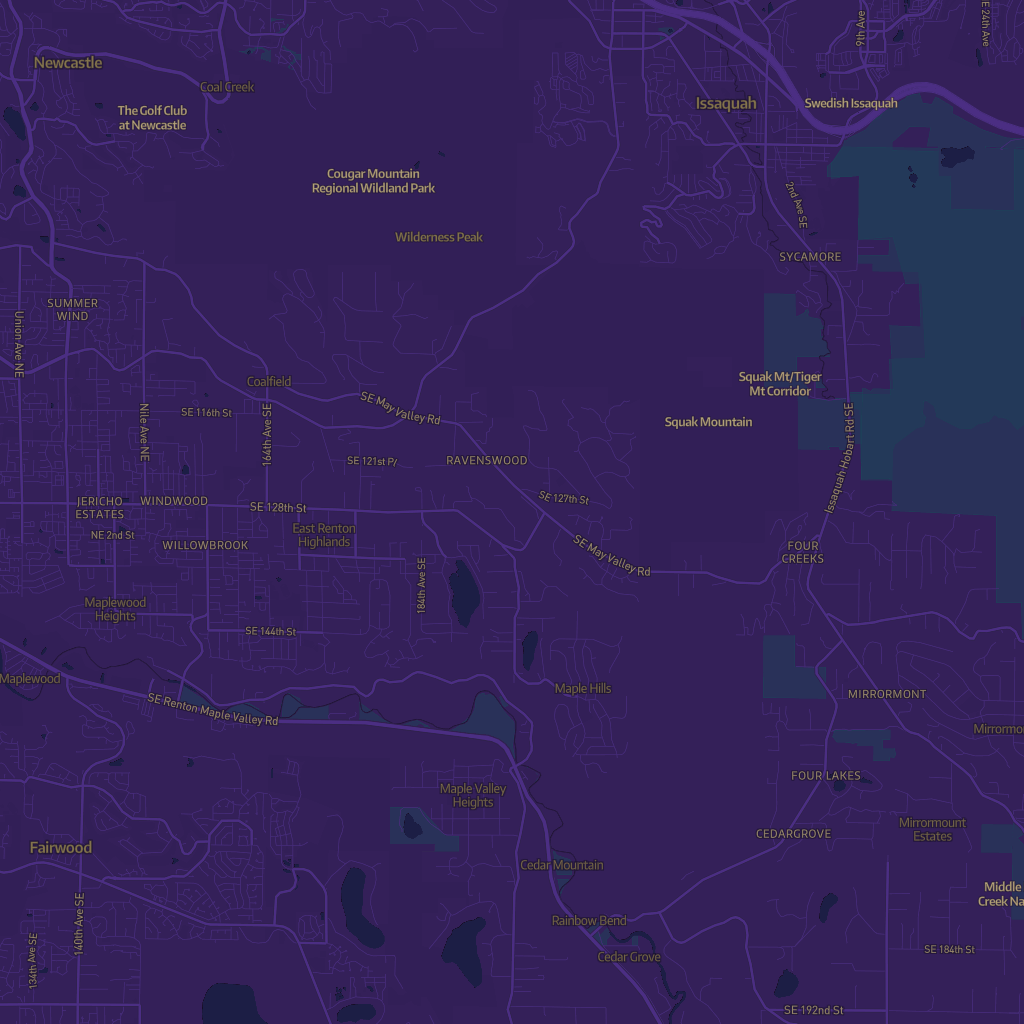 SE 24th Ave
9th Ave
Newcastle
Coal Creek
The Golf Club
at Newcastle
Issaquah
Swedish Issaquah
Cougar Mountain
Regional Wildland Park
2nd Ave SE
Wilderness Peak
SYCAMORE
SUMMER
WIND
Union Ave NE
Coalfield
Squak Mt/Tiger
Mt Corridor
SE May Valley Rd
SE 116th St
Nile Ave NE
164th Ave SE
Squak Mountain
Issaquah Hobart Rd SE
SE 121st Pl
RAVENSWOOD
JERICHO
ESTATES
WINDWOOD
SE 128th St
SE 127th St
NE 2nd St
WILLOWBROOK
East Renton
Highlands
SE May Valley Rd
FOUR
CREEKS
184th Ave SE
Maplewood
Heights
SE 144th St
Maplewood
SE Renton Maple Valley Rd
Maple Hills
MIRRORMONT
Mirrormo
FOUR LAKES
Maple Valley
Heights
Mirrormount
Estates
CEDARGROVE
Fairwood
Cedar Mountain
Middle
Creek Na
140th Ave SE
Rainbow Bend
134th Ave SE
Cedar Grove
SE 184th St
SE 192nd St